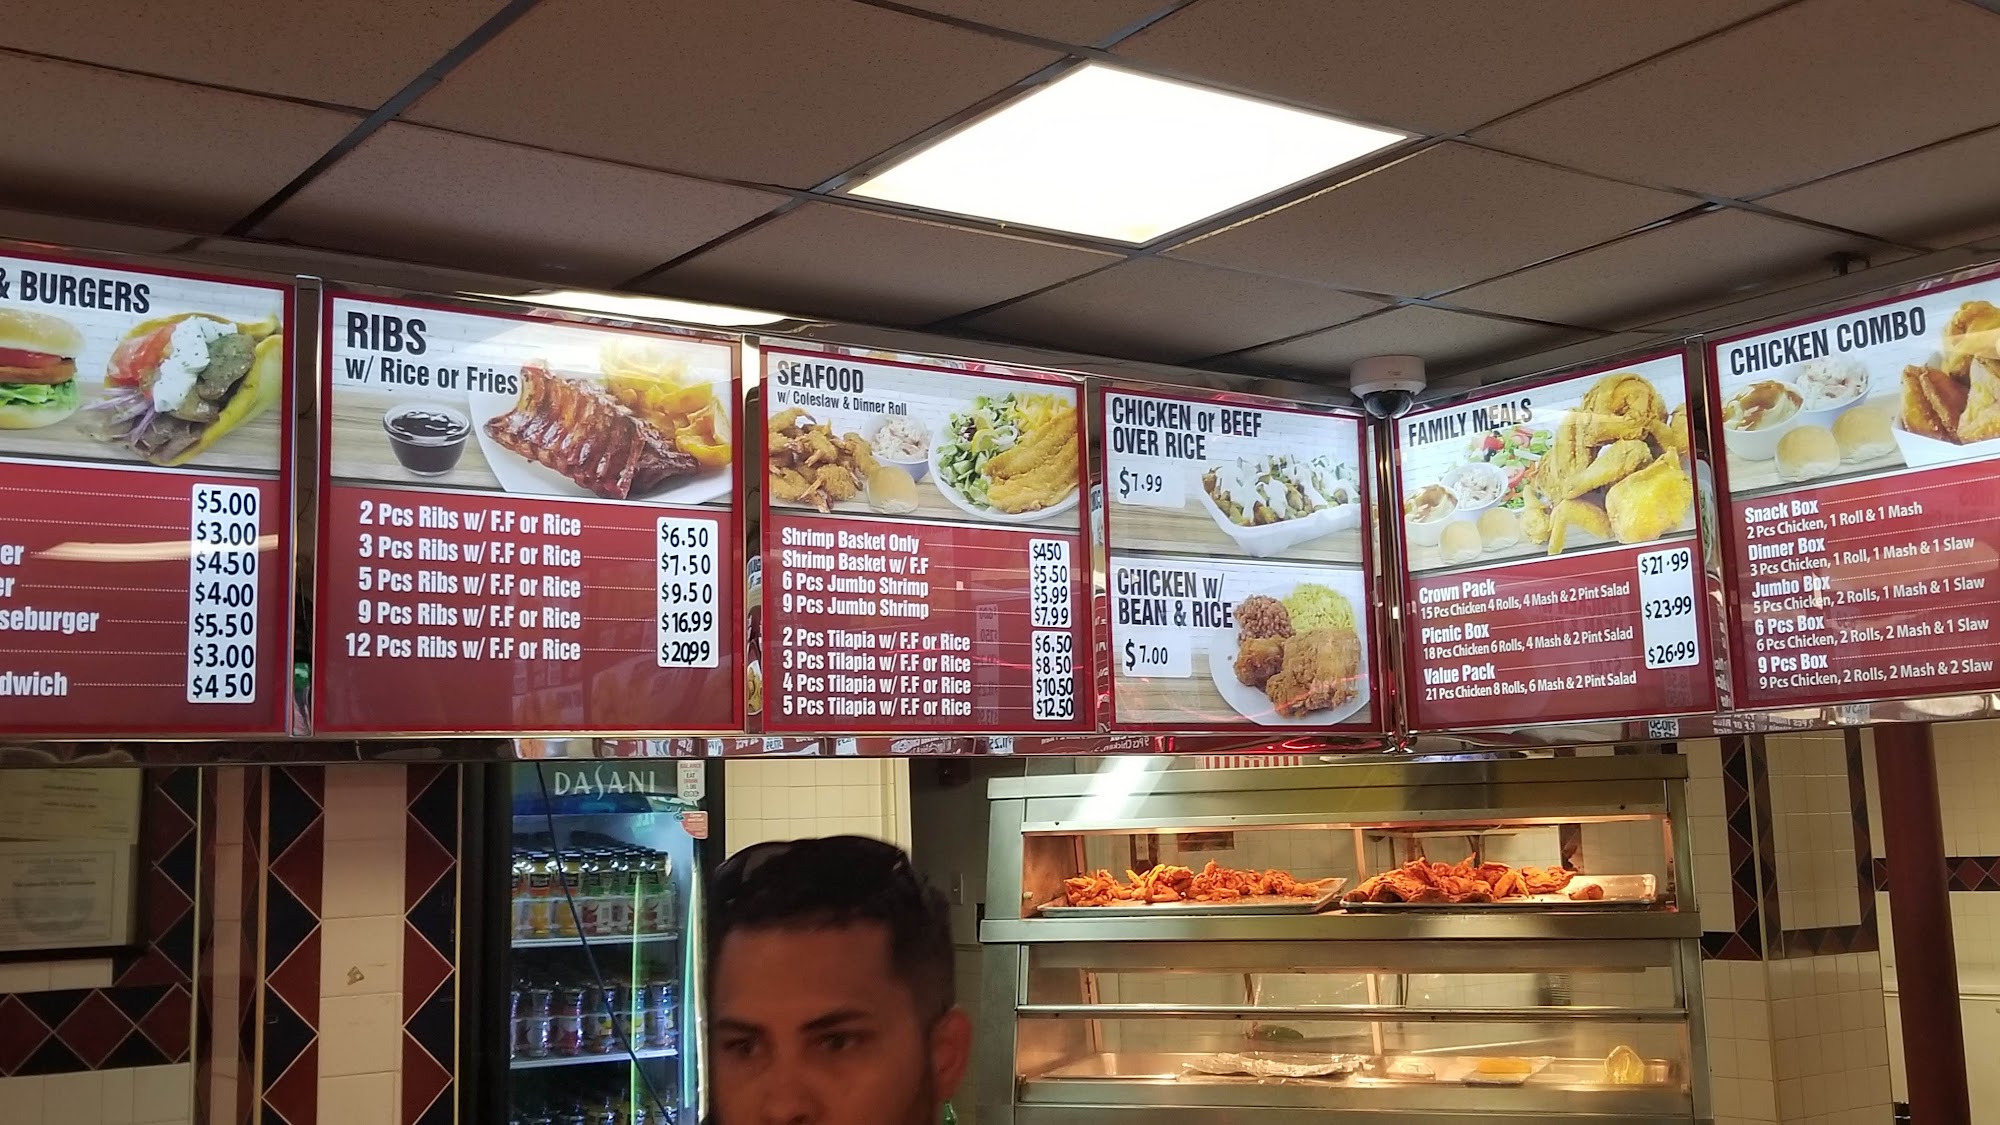 & BURGERS
$5.00
$3.00
er $4.50
er $4.00
seburger $5.50
$3.00
dwich $4 50
RIBS
w/ Rice or Fries
2 Pcs Ribs w/ F.F or Rice $6.50
3 Pcs Ribs w/ F.F or Rice $7.50
5 Pcs Ribs w/ F.F or Rice $9.50
9 Pcs Ribs w/ F.F or Rice $16.99
12 Pcs Ribs w/ F.F or Rice $20.99
SEAFOOD
w/ Coleslaw & Dinner Roll
Shrimp Basket Only $4.50
Shrimp Basket w/ F.F $5.50
6 Pcs Jumbo Shrimp $5.99
9 Pcs Jumbo Shrimp $7.99
2 Pcs Tilapia w/ F.F or Rice $6.50
3 Pcs Tilapia w/ F.F or Rice $8.50
4 Pcs Tilapia w/ F.F or Rice $10.50
5 Pcs Tilapia w/ F.F or Rice $12.50
CHICKEN or BEEF
OVER RICE
$7.99
CHICKEN w/
BEAN & RICE
$7.00
FAMILY MEALS
Crown Pack $21.99
15 Pcs Chicken 4 Rolls, 4 Mash & 2 Pint Salad
Picnic Box $23.99
18 Pcs Chicken 6 Rolls, 4 Mash & 2 Pint Salad
Value Pack $26.99
21 Pcs Chicken 8 Rolls, 6 Mash & 2 Pint Salad
CHICKEN COMBO
Snack Box
2 Pcs Chicken, 1 Roll & 1 Mash
Dinner Box
3 Pcs Chicken, 1 Roll, 1 Mash & 1 Slaw
Jumbo Box
5 Pcs Chicken, 2 Rolls, 1 Mash & 1 Slaw
6 Pcs Box
6 Pcs Chicken, 2 Rolls, 2 Mash & 1 Slaw
9 Pcs Box
9 Pcs Chicken, 2 Rolls, 2 Mash & 2 Slaw
DASANI